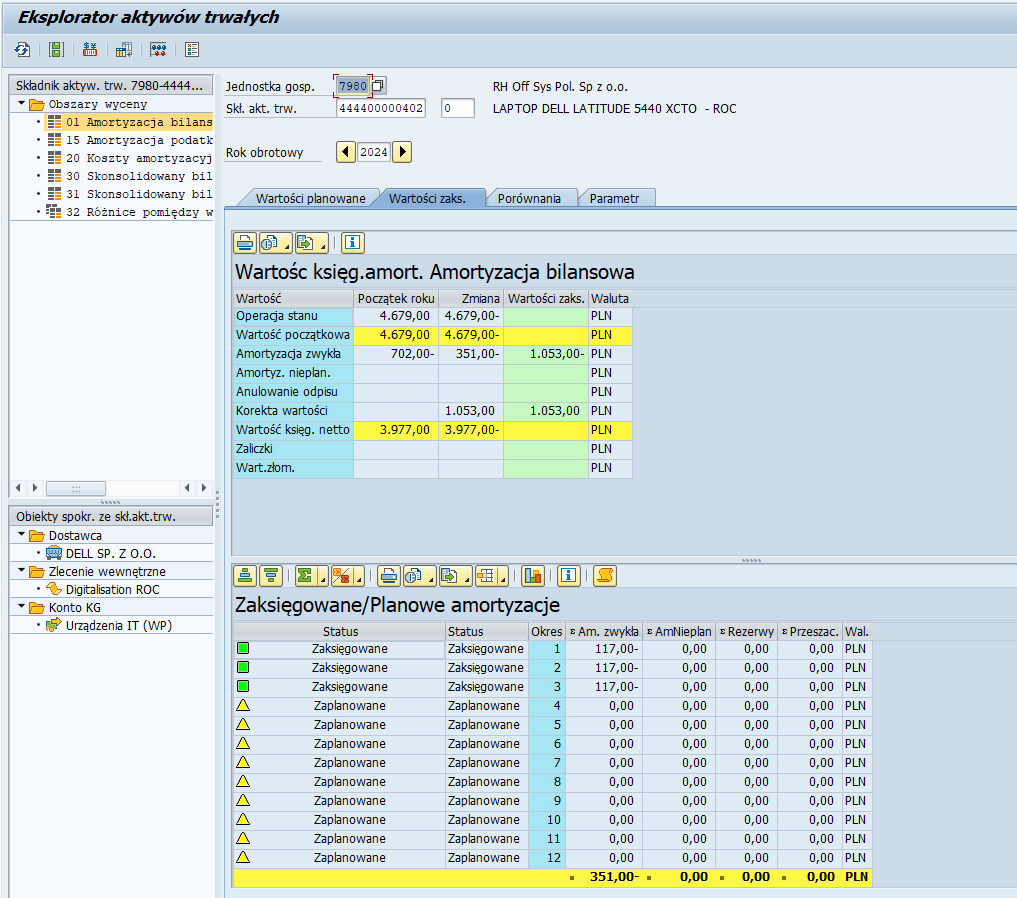 Eksplorator aktywów trwałych
Składnik aktyw. trw. 7980-4444...
Obszary wyceny
01 Amortyzacja bilans
15 Amortyzacja podatk
20 Koszty amortyzacyj
30 Skonsolidowany bil
31 Skonsolidowany bil
32 Różnice pomiędzy w
Obiekty spokr. ze skł.akt.trw.
Dostawca
DELL SP. Z O.O.
Zlecenie wewnętrzne
Digitalisation ROC
Konto KG
Urządzenia IT (WP)
Jednostka gosp. 7980 RH Off Sys Pol. Sp z o.o.
Skł. akt. trw. 444400000402 0 LAPTOP DELL LATITUDE 5440 XCTO - ROC
Rok obrotowy 2024
Wartości planowane Wartości zaks. Porównania Parametr
Wartośc księg.amort. Amortyzacja bilansowa
Wartość Początek roku Zmiana Wartości zaks. Waluta
Operacja stanu 4.679,00 4.679,00- PLN
Wartość początkowa 4.679,00 4.679,00- PLN
Amortyzacja zwykła 702,00- 351,00- 1.053,00- PLN
Amortyz. nieplan. PLN
Anulowanie odpisu PLN
Korekta wartości 1.053,00 1.053,00 PLN
Wartość księg. netto 3.977,00 3.977,00- PLN
Zaliczki PLN
Wart.złom. PLN
Zaksięgowane/Planowe amortyzacje
Status Status Okres Σ Am. zwykła Σ AmNieplan Σ Rezerwy Σ Przeszac. Wal.
Zaksięgowane Zaksięgowane 1 117,00- 0,00 0,00 0,00 PLN
Zaksięgowane Zaksięgowane 2 117,00- 0,00 0,00 0,00 PLN
Zaksięgowane Zaksięgowane 3 117,00- 0,00 0,00 0,00 PLN
Zaplanowane Zaplanowane 4 0,00 0,00 0,00 0,00 PLN
Zaplanowane Zaplanowane 5 0,00 0,00 0,00 0,00 PLN
Zaplanowane Zaplanowane 6 0,00 0,00 0,00 0,00 PLN
Zaplanowane Zaplanowane 7 0,00 0,00 0,00 0,00 PLN
Zaplanowane Zaplanowane 8 0,00 0,00 0,00 0,00 PLN
Zaplanowane Zaplanowane 9 0,00 0,00 0,00 0,00 PLN
Zaplanowane Zaplanowane 10 0,00 0,00 0,00 0,00 PLN
Zaplanowane Zaplanowane 11 0,00 0,00 0,00 0,00 PLN
Zaplanowane Zaplanowane 12 0,00 0,00 0,00 0,00 PLN
351,00- 0,00 0,00 0,00 PLN